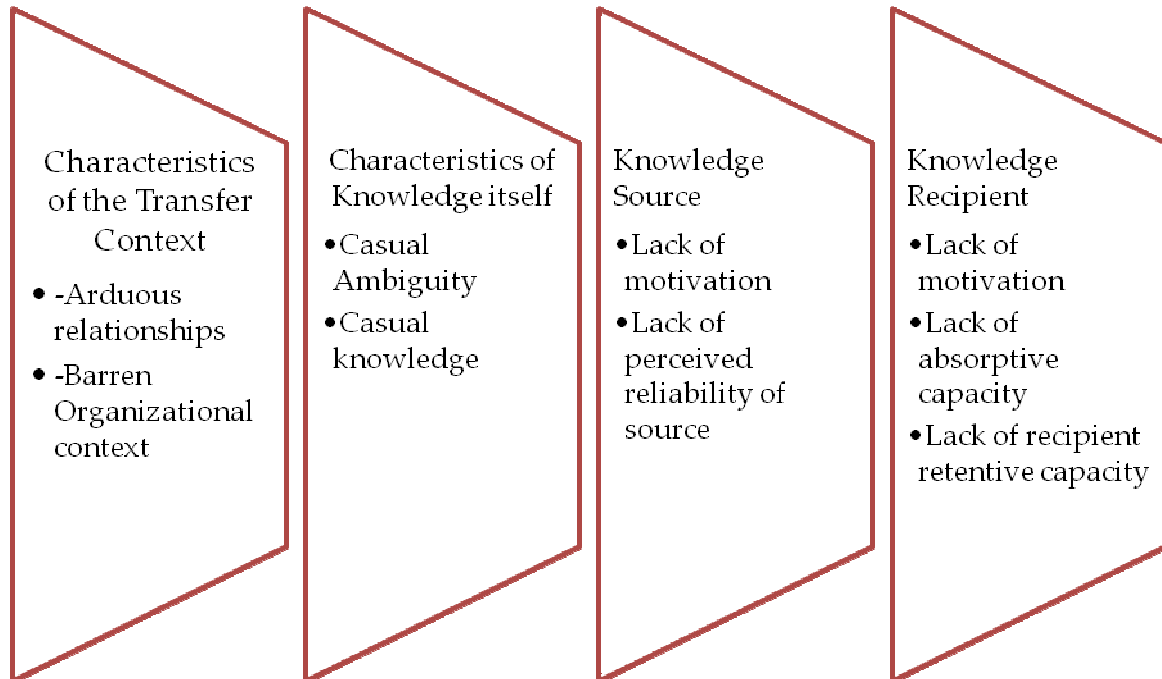 Characteristics
of the Transfer
Context
• -Arduous
relationships
• -Barren
Organizational
context
Characteristics of
Knowledge itself
•Casual
Ambiguity
•Casual
knowledge
Knowledge
Source
•Lack of
motivation
•Lack of
perceived
reliability of
source
Knowledge
Recipient
•Lack of
motivation
•Lack of
absorptive
capacity
•Lack of recipient
retentive capacity